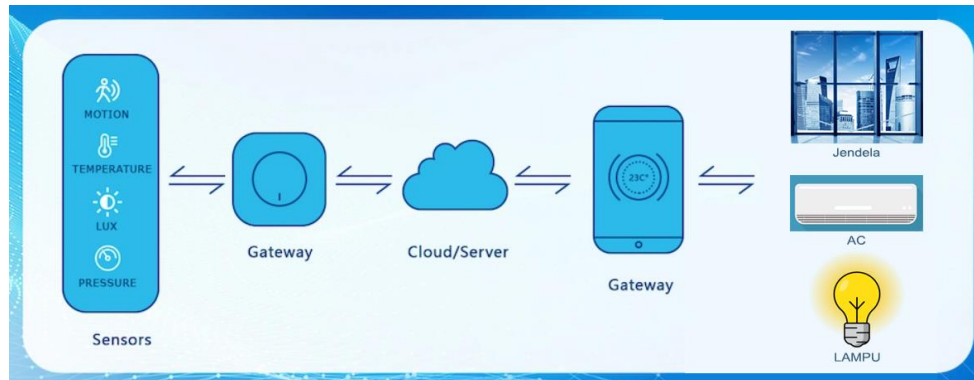 MOTION
TEMPERATURE
LUX
PRESSURE
Sensors
Gateway
Cloud/Server
23C°
Gateway
Jendela
AC
LAMPU